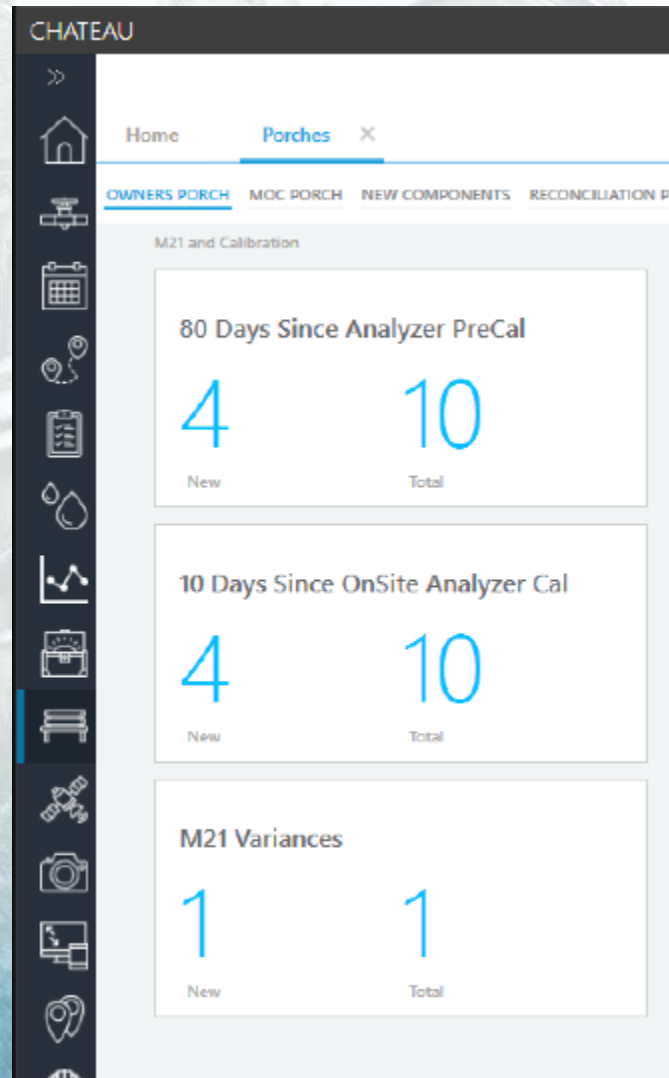 CHATEAU
Home Porches
OWNERS PORCH MOC PORCH NEW COMPONENTS RECONCILIATION P
M21 and Calibration
80 Days Since Analyzer PreCal
4 10
New Total
10 Days Since OnSite Analyzer Cal
4 10
New Total
M21 Variances
1 1
New Total